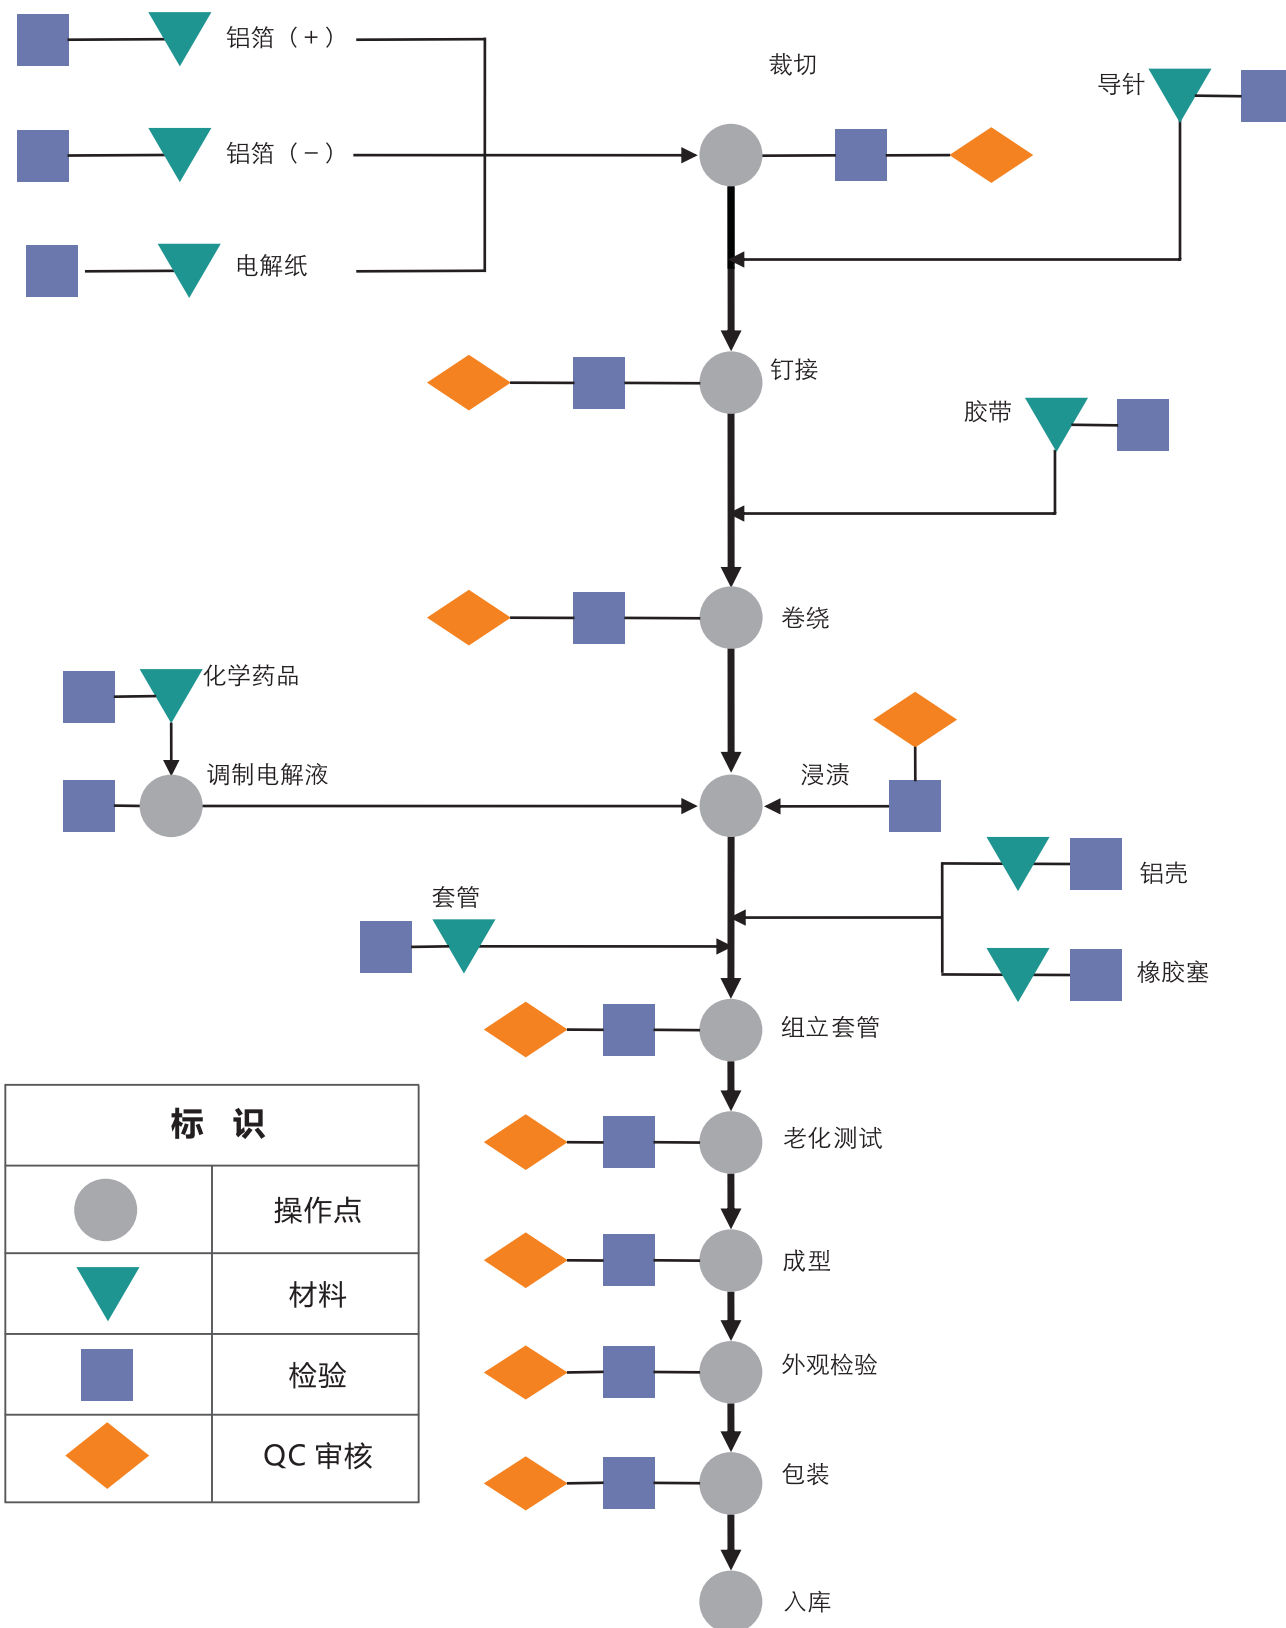 铝箔（+）
裁切
导针
铝箔（−）
电解纸
钉接
胶带
卷绕
化学药品
调制电解液
浸渍
铝壳
套管
橡胶塞
组立套管
标 识
老化测试
操作点
成型
材料
外观检验
检验
QC 审核
包装
入库